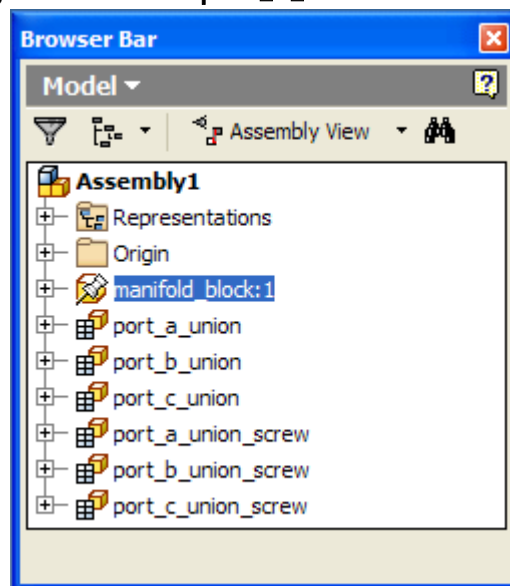 Browser Bar
Model
Assembly View
Assembly1
Representations
Origin
manifold_block:1
port_a_union
port_b_union
port_c_union
port_a_union_screw
port_b_union_screw
port_c_union_screw